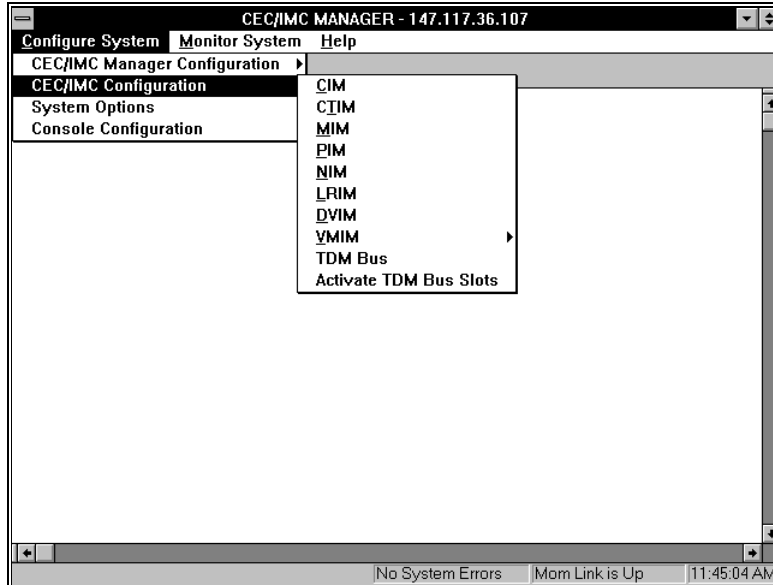 CEC/IMC MANAGER - 147.117.36.107
Configure System Monitor System Help
CEC/IMC Manager Configuration
CEC/IMC Configuration
System Options
Console Configuration
CIM
CTIM
MIM
PIM
NIM
LRIM
DVIM
VMIM
TDM Bus
Activate TDM Bus Slots
No System Errors Mom Link is Up 11:45:04 AM